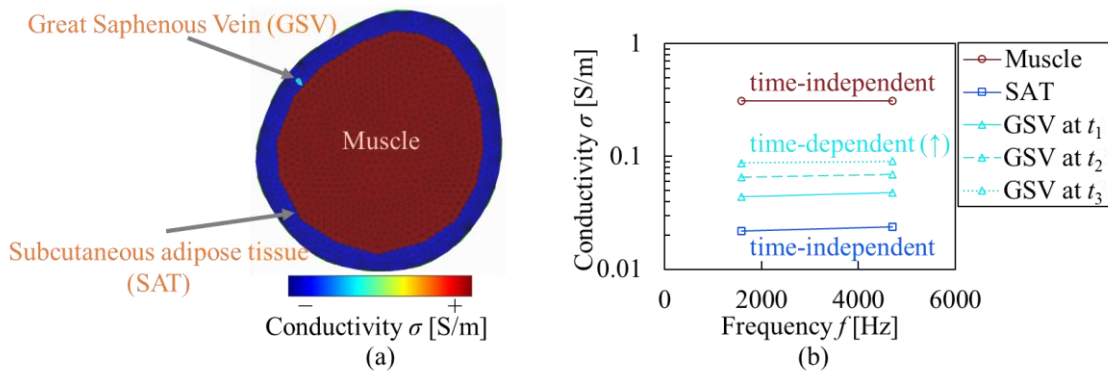 Great Saphenous Vein (GSV)
Muscle
Subcutaneous adipose tissue
(SAT)
−
+
Conductivity σ [S/m]
(a)
Conductivity σ [S/m]
1
0.1
0.01
time-independent
time-dependent (↑)
time-independent
0
2000
4000
6000
Frequency f [Hz]
(b)
Muscle
SAT
GSV at t1
GSV at t2
GSV at t3